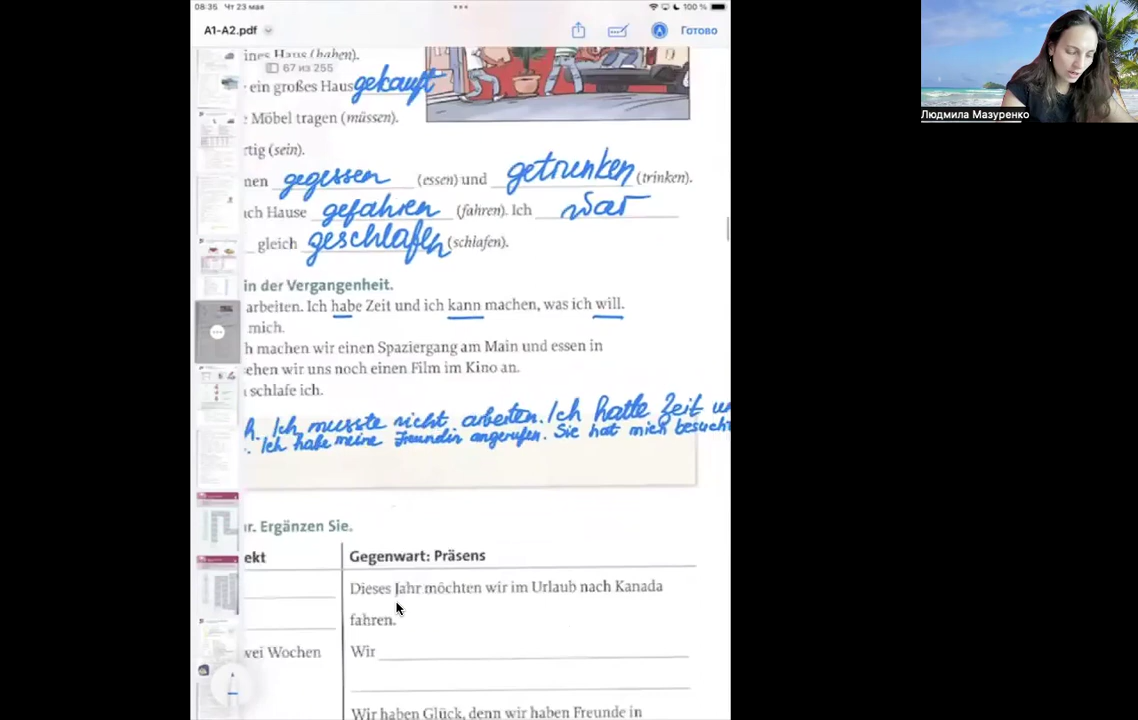 08:35 Чт 23 мая
100 %
A1-A2.pdf
Готово
ines Haus (haben).
67 из 255
ein großes Haus gekauft
Möbel tragen (müssen).
rtig (sein).
nen gegessen (essen) und getrunken (trinken).
ch Hause gefahren (fahren). Ich war
gleich geschlafen (schlafen).
in der Vergangenheit.
arbeiten. Ich habe Zeit und ich kann machen, was ich will.
mich.
h machen wir einen Spaziergang am Main und essen in
ehen wir uns noch einen Film im Kino an.
schlafe ich.
h. Ich musste nicht arbeiten. Ich hatte Zeit u
. Ich habe meine Freundin angerufen. Sie hat mich besucht
r. Ergänzen Sie.
ekt
Gegenwart: Präsens
Dieses Jahr möchten wir im Urlaub nach Kanada
fahren.
wei Wochen
Wir
Wir haben Glück, denn wir haben Freunde in
Людмила Мазуренко